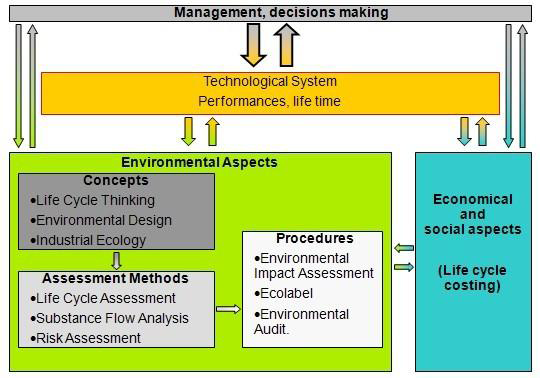 Management, decisions making
Technological System
Performances, life time
Environmental Aspects
Concepts
•Life Cycle Thinking
•Environmental Design
•Industrial Ecology
Assessment Methods
•Life Cycle Assessment
•Substance Flow Analysis
•Risk Assessment
Procedures
•Environmental
Impact Assessment
•Ecolabel
•Environmental
Audit.
Economical
and
social aspects
(Life cycle
costing)